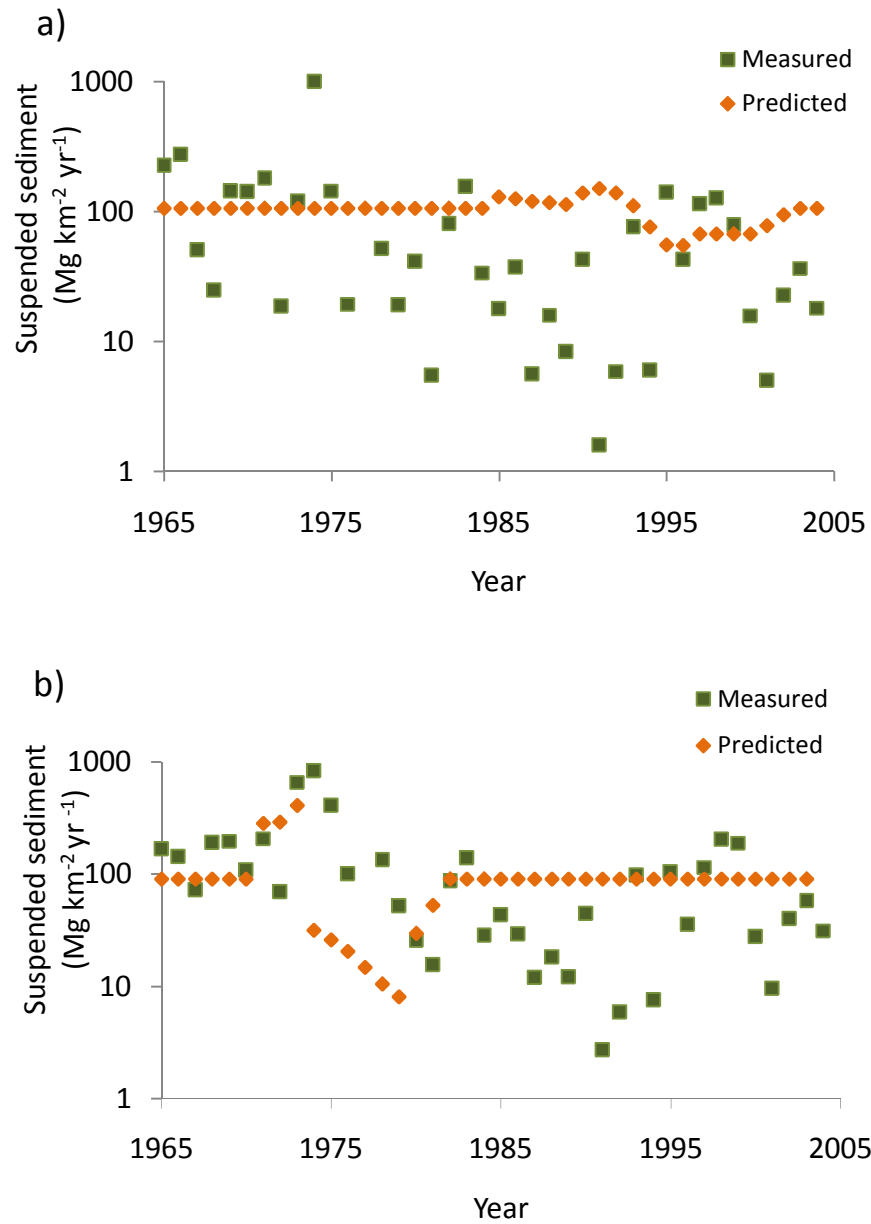 a)
Measured
Predicted
Suspended sediment
(Mg km-2 yr-1)
1000
100
10
1
1965 1975 1985 1995 2005
Year
b)
Measured
Predicted
Suspended sediment
(Mg km-2 yr -1)
1000
100
10
1
1965 1975 1985 1995 2005
Year